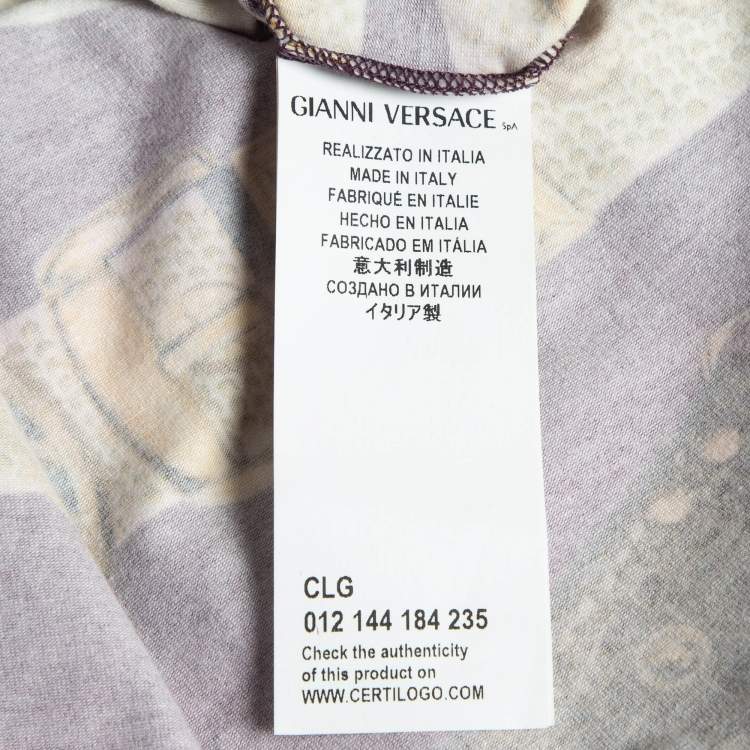 GIANNI VERSACE SpA
REALIZZATO IN ITALIA
MADE IN ITALY
FABRIQUÉ EN ITALIE
HECHO EN ITALIA
FABRICADO EM ITÁLIA
意大利制造
СОЗДАНО В ИТАЛИИ
イタリア製
CLG
012 144 184 235
Check the authenticity
of this product on
WWW.CERTILOGO.COM